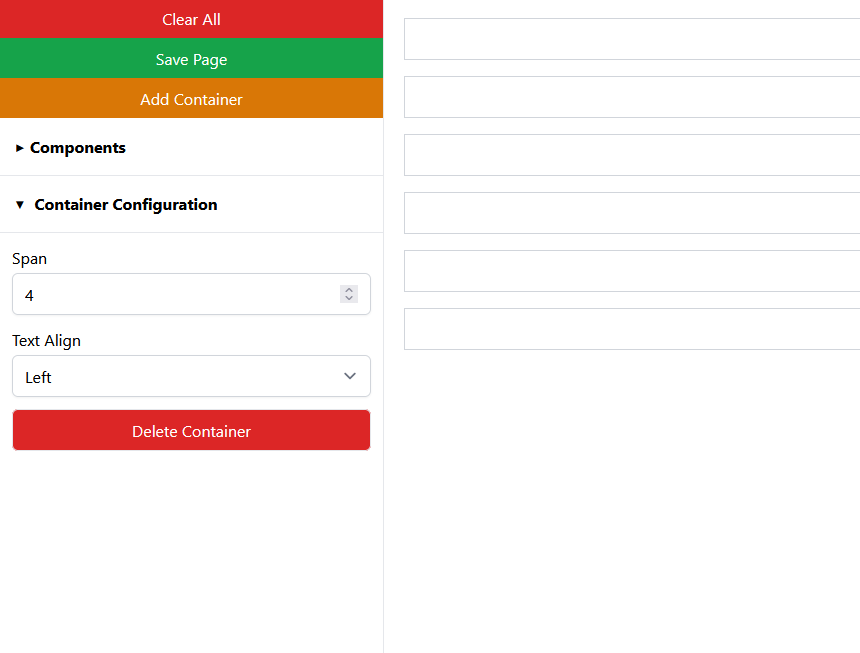 Clear All
Save Page
Add Container
Components
Container Configuration
Span
4
Text Align
Left
Delete Container